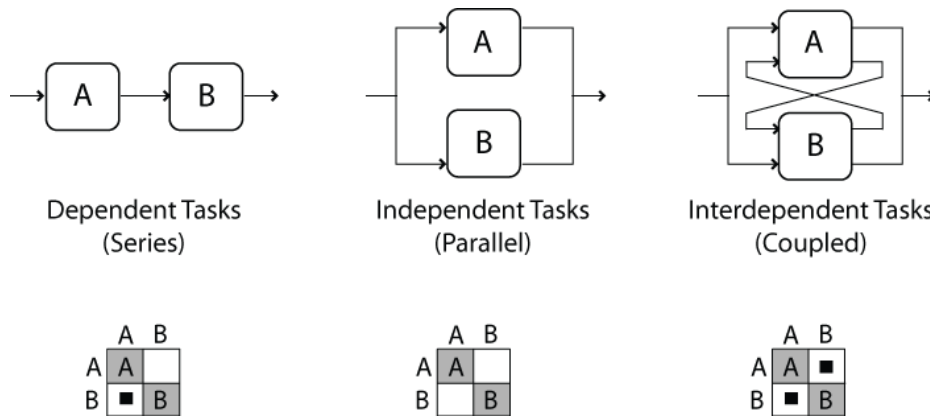 A B
A
B
A
B
Dependent Tasks
(Series)
Independent Tasks
(Parallel)
Interdependent Tasks
(Coupled)
A B
A A
B B
A B
A A
B B
A B
A A
B B